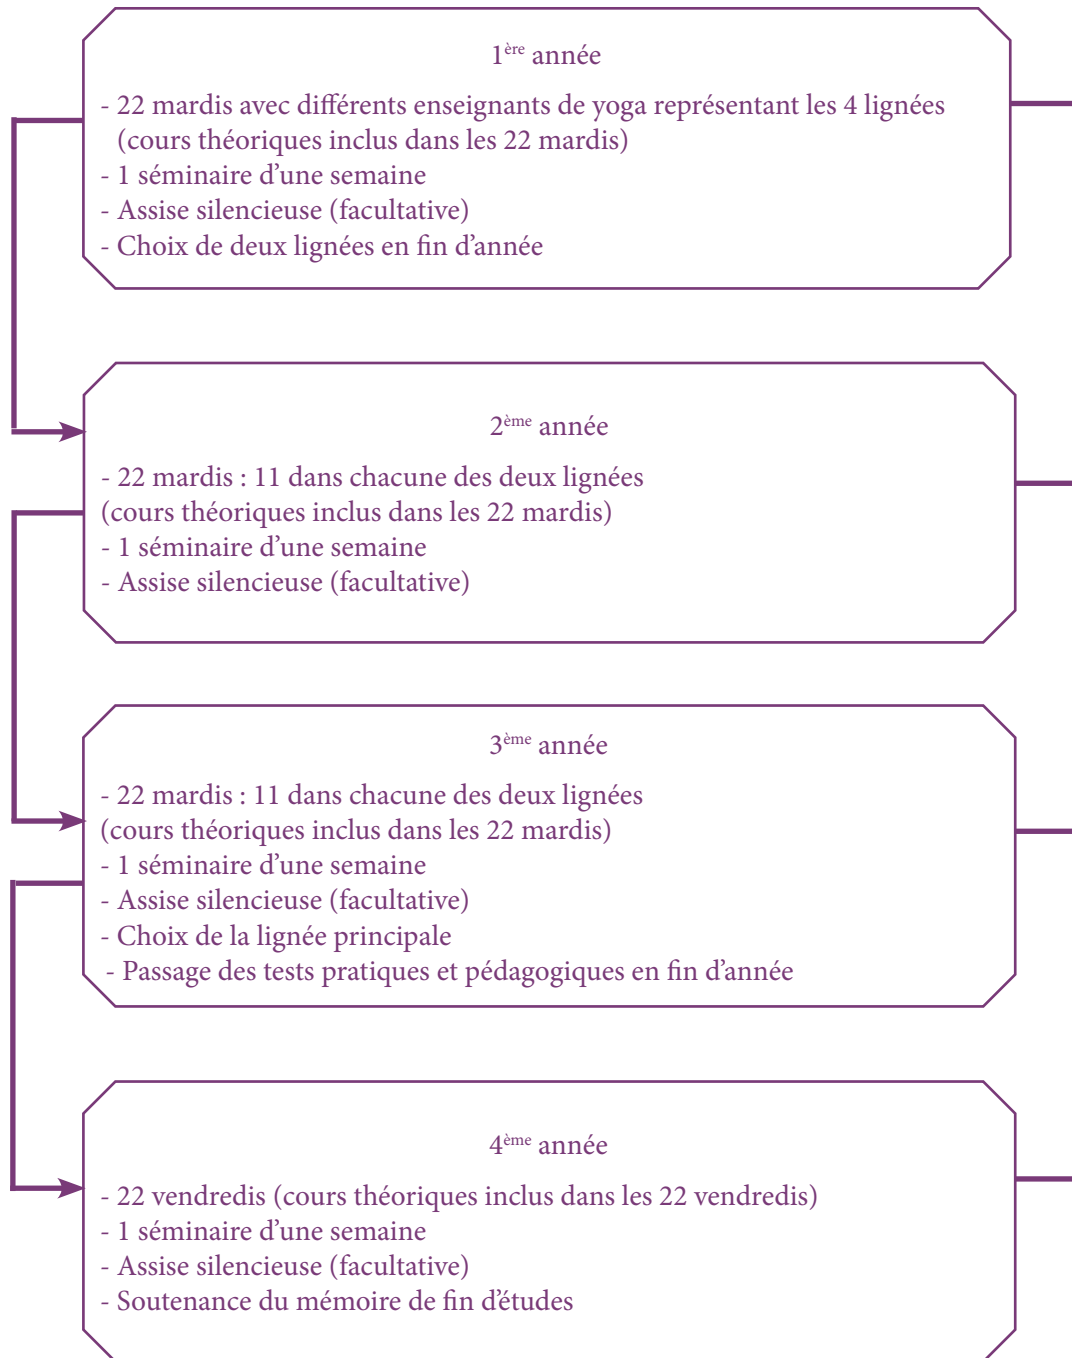 1ère année
- 22 mardis avec différents enseignants de yoga représentant les 4 lignées
(cours théoriques inclus dans les 22 mardis)
- 1 séminaire d’une semaine
- Assise silencieuse (facultative)
- Choix de deux lignées en fin d’année
2ème année
- 22 mardis : 11 dans chacune des deux lignées
(cours théoriques inclus dans les 22 mardis)
- 1 séminaire d’une semaine
- Assise silencieuse (facultative)
3ème année
- 22 mardis : 11 dans chacune des deux lignées
(cours théoriques inclus dans les 22 mardis)
- 1 séminaire d’une semaine
- Assise silencieuse (facultative)
- Choix de la lignée principale
- Passage des tests pratiques et pédagogiques en fin d’année
4ème année
- 22 vendredis (cours théoriques inclus dans les 22 vendredis)
- 1 séminaire d’une semaine
- Assise silencieuse (facultative)
- Soutenance du mémoire de fin d’études